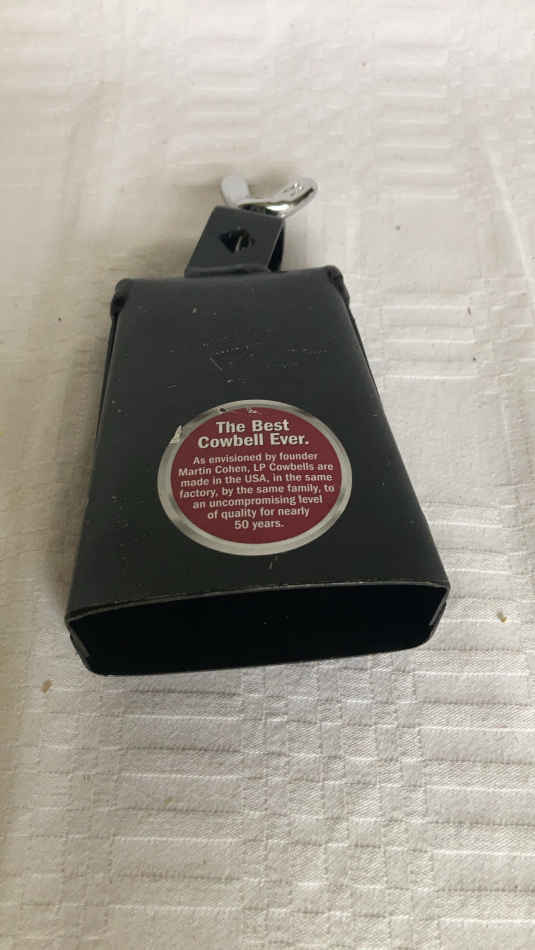 The Best
Cowbell Ever.
As envisioned by founder
Martin Cohen, LP Cowbells are
made in the USA, in the same
factory, by the same family, to
an uncompromising level
of quality for nearly
50 years.